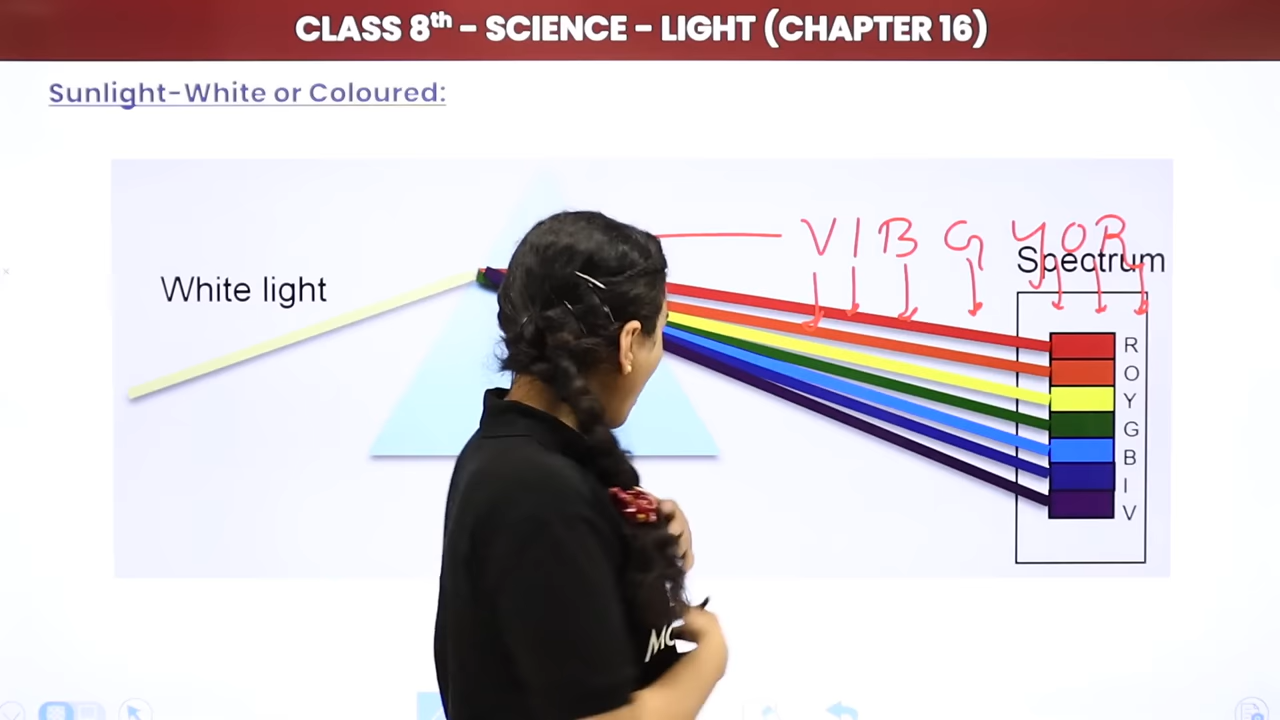 CLASS 8th - SCIENCE - LIGHT (CHAPTER 16)
Sunlight-White or Coloured:
V I B G Y O R
Spectrum
White light
R
O
Y
G
B
I
V